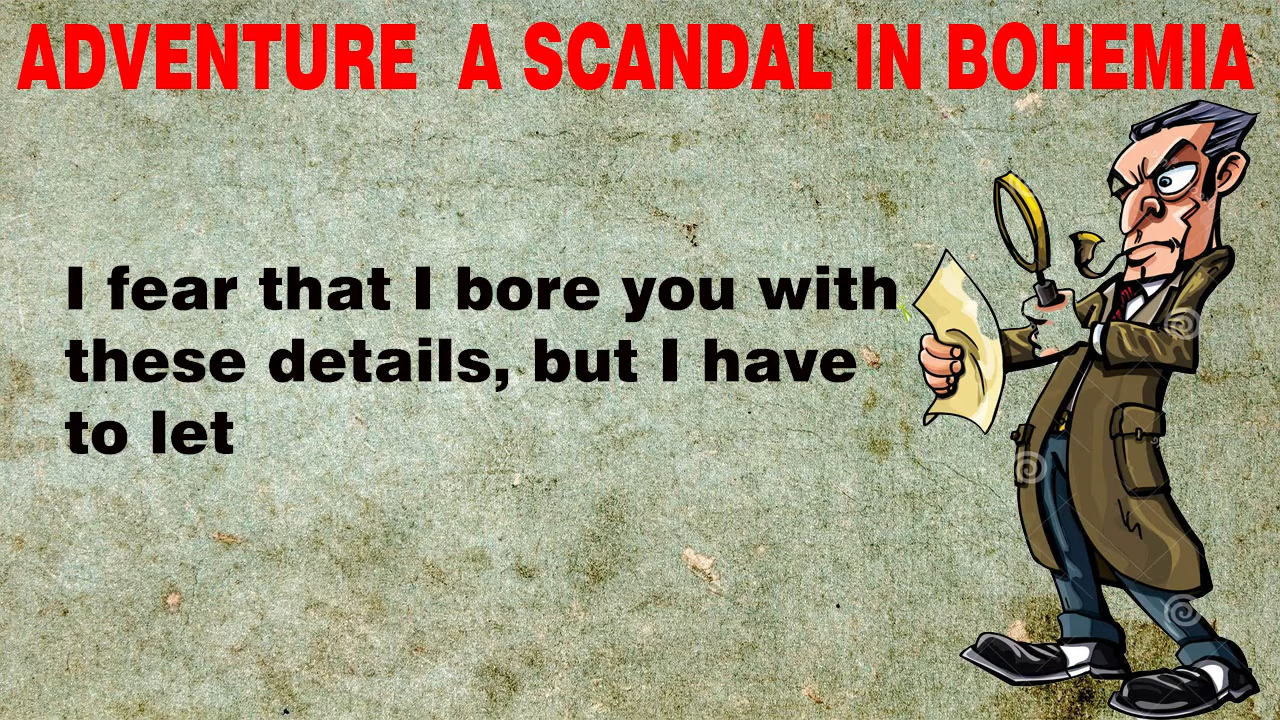 ADVENTURE A SCANDAL IN BOHEMIA
I fear that I bore you with
these details, but I have
to let